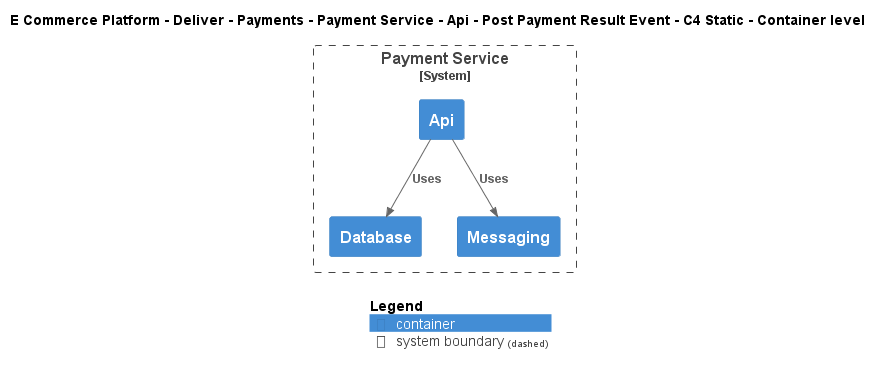 E Commerce Platform - Deliver - Payments - Payment Service - Api - Post Payment Result Event - C4 Static - Container level
Payment Service
[System]
Api
Uses Uses
Database Messaging
Legend
container
system boundary (dashed)